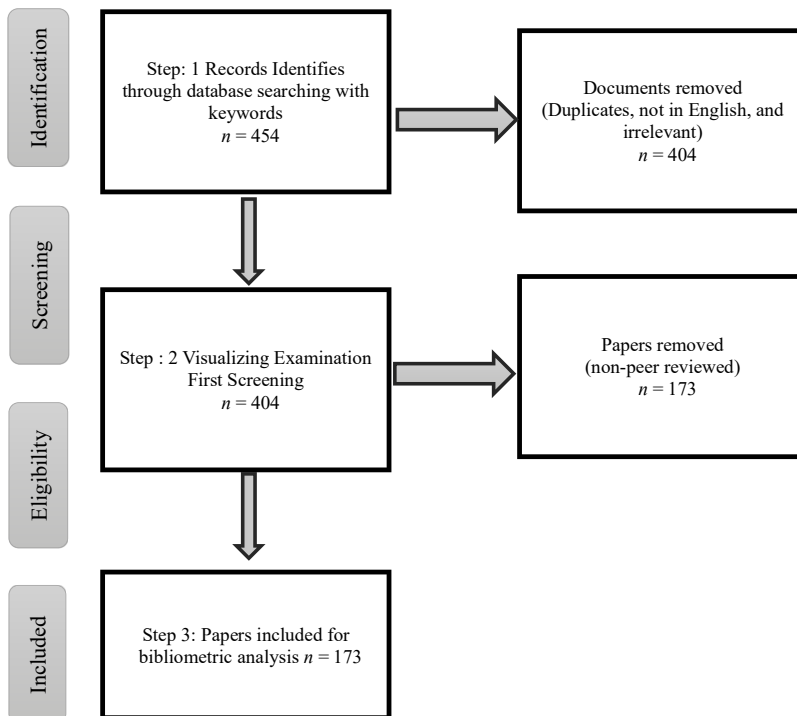 Identification
Step: 1 Records Identifies
through database searching with
keywords
n = 454
Documents removed
(Duplicates, not in English, and
irrelevant)
n = 404
Screening
Step : 2 Visualizing Examination
First Screening
n = 404
Papers removed
(non-peer reviewed)
n = 173
Eligibility
Included
Step 3: Papers included for
bibliometric analysis n = 173